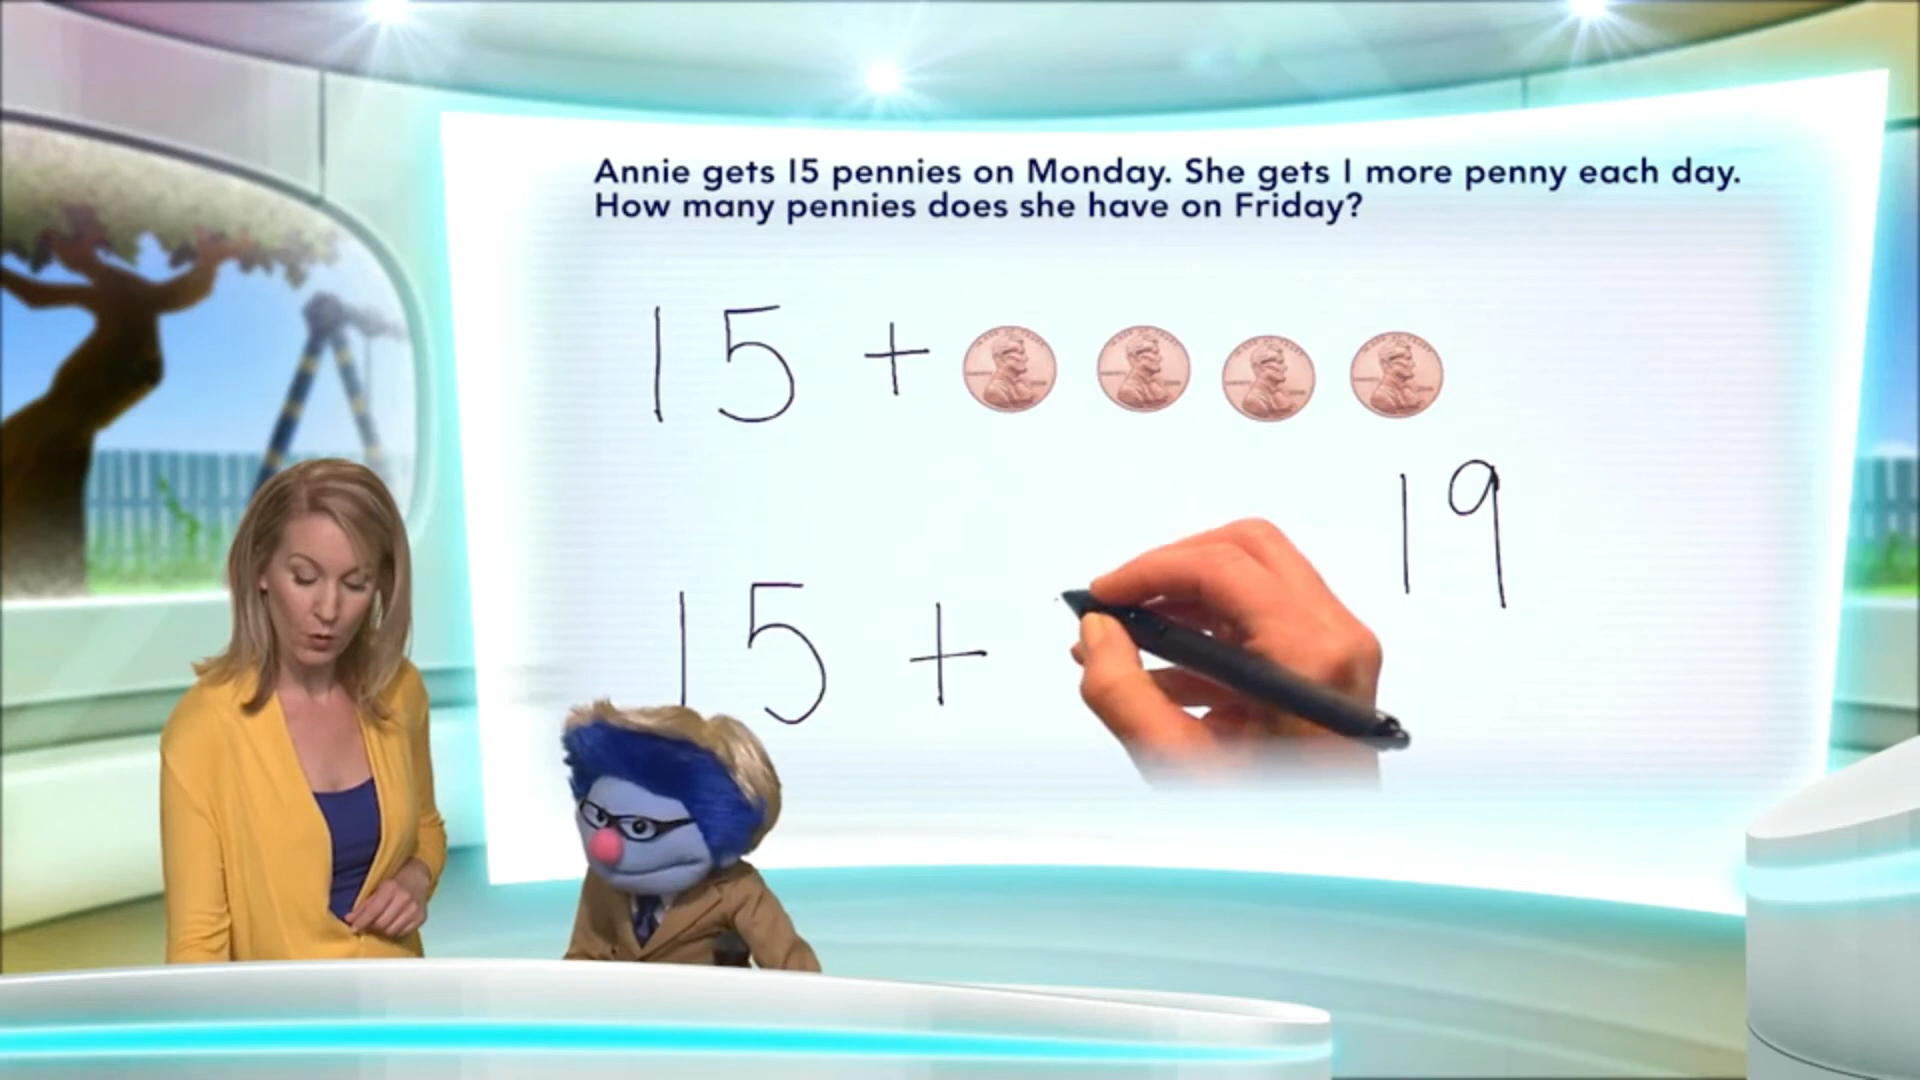 Annie gets 15 pennies on Monday. She gets 1 more penny each day.
How many pennies does she have on Friday?
15 +
19
15 +